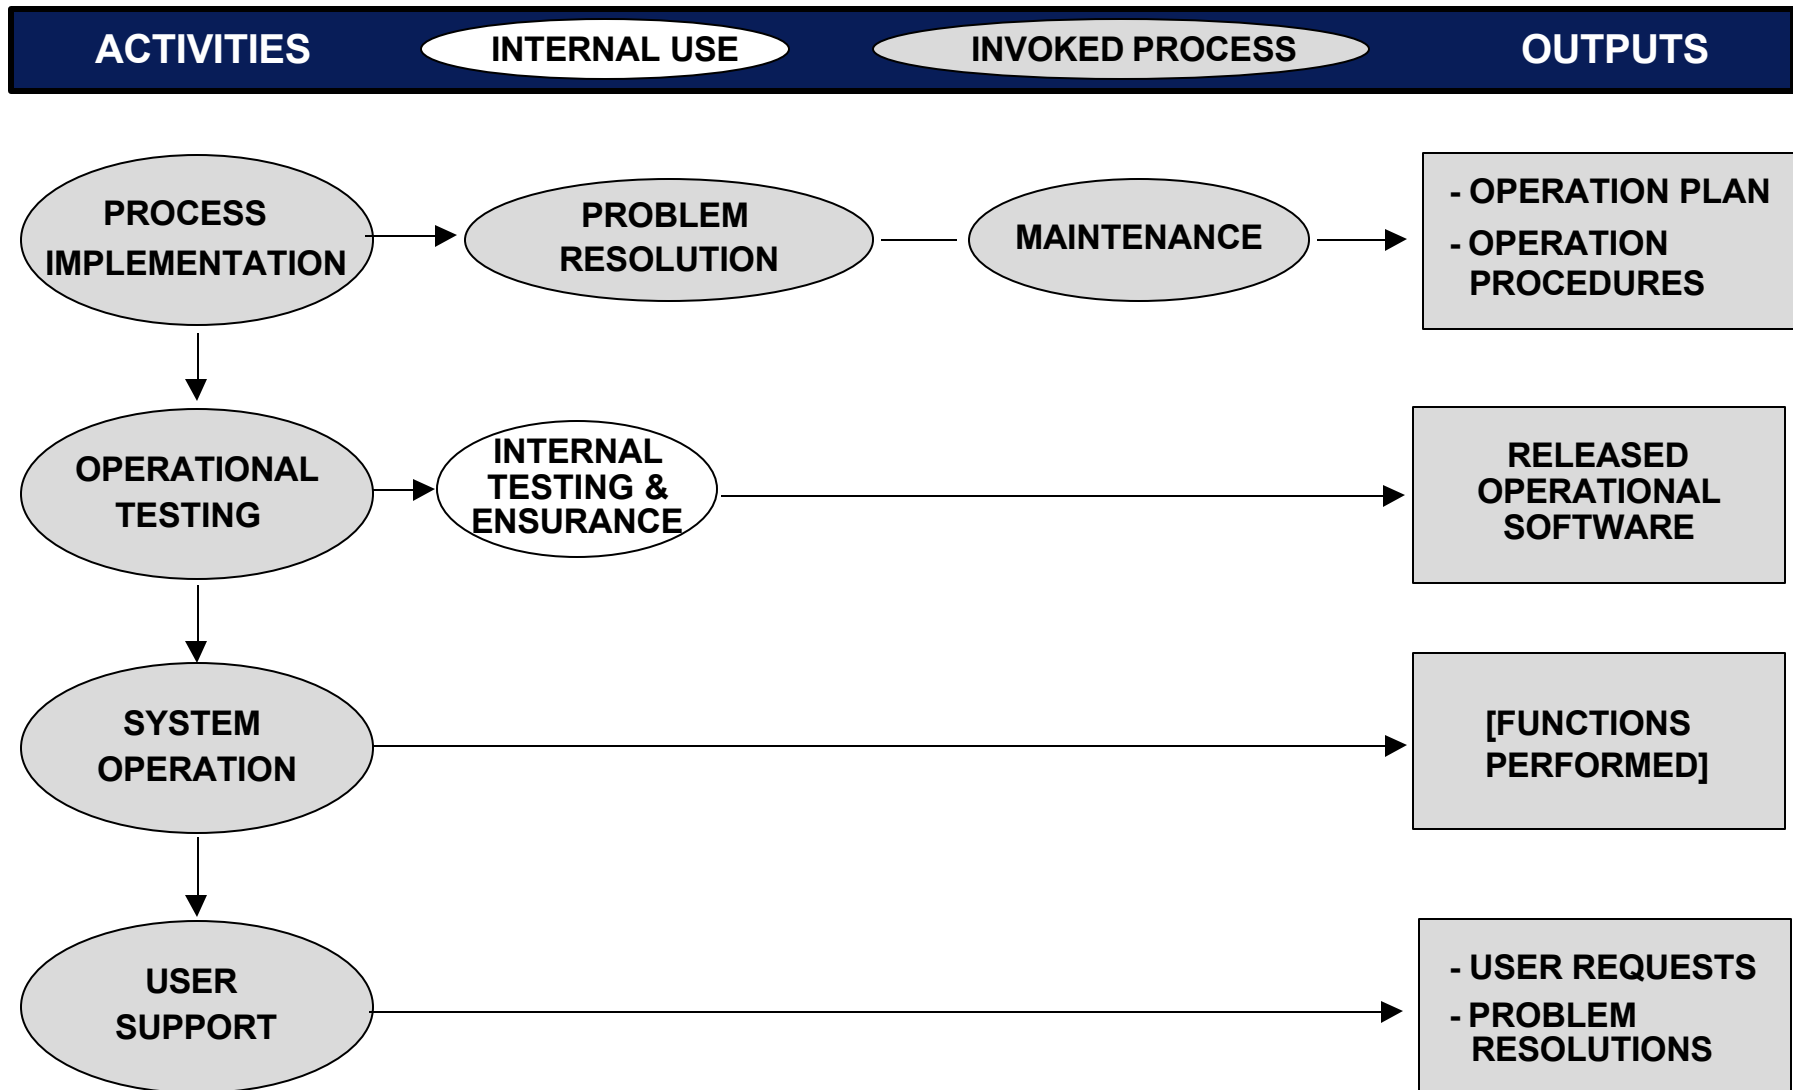 ACTIVITIES
INTERNAL USE
INVOKED PROCESS
OUTPUTS
PROCESS
IMPLEMENTATION
PROBLEM
RESOLUTION
MAINTENANCE
- OPERATION PLAN
- OPERATION
PROCEDURES
OPERATIONAL
TESTING
INTERNAL
TESTING &
ENSURANCE
RELEASED
OPERATIONAL
SOFTWARE
SYSTEM
OPERATION
[FUNCTIONS
PERFORMED]
USER
SUPPORT
- USER REQUESTS
- PROBLEM
RESOLUTIONS